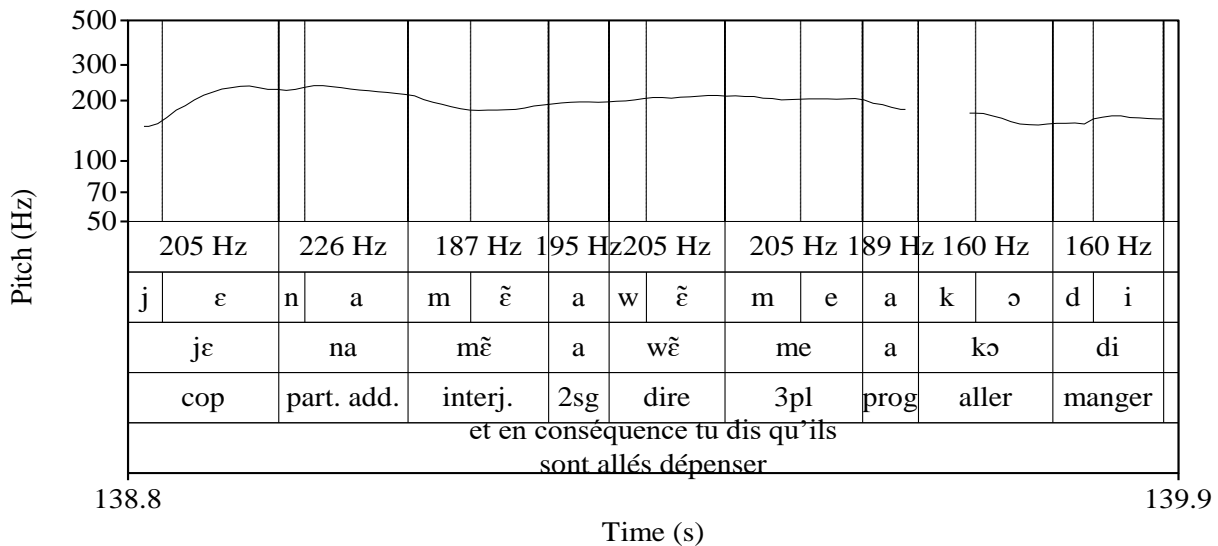 500
300
200
100
70
50
Pitch (Hz)
205 Hz 226 Hz 187 Hz 195 Hz 205 Hz 205 Hz 189 Hz 160 Hz 160 Hz
j ɛ n a m ɛ̃ a w ɛ̃ m e a k ɔ d i
jɛ na mɛ̃ a wɛ̃ me a kɔ di
cop part. add. interj. 2sg dire 3pl prog aller manger
et en conséquence tu dis qu’ils
sont allés dépenser
138.8 139.9
Time (s)